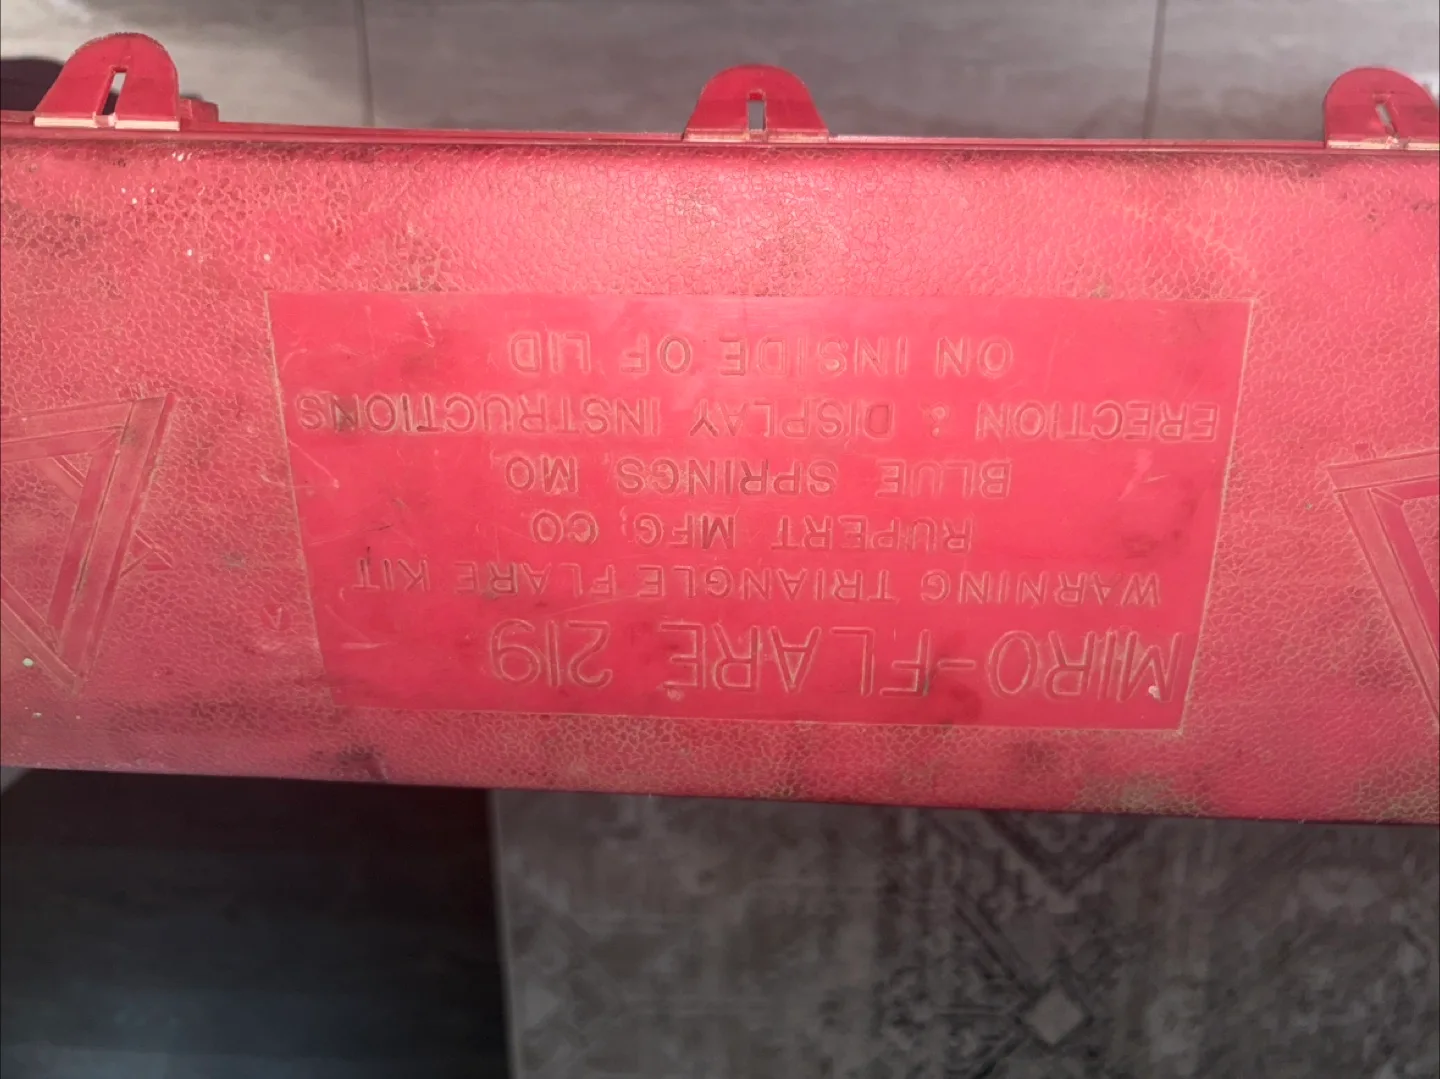 MIRO-FLARE 219
WARNING TRIANGLE FLARE KIT
RUPERT MFG. CO.
BLUE SPRINGS, MO.
ERECTION & DISPLAY INSTRUCTIONS
ON INSIDE OF LID